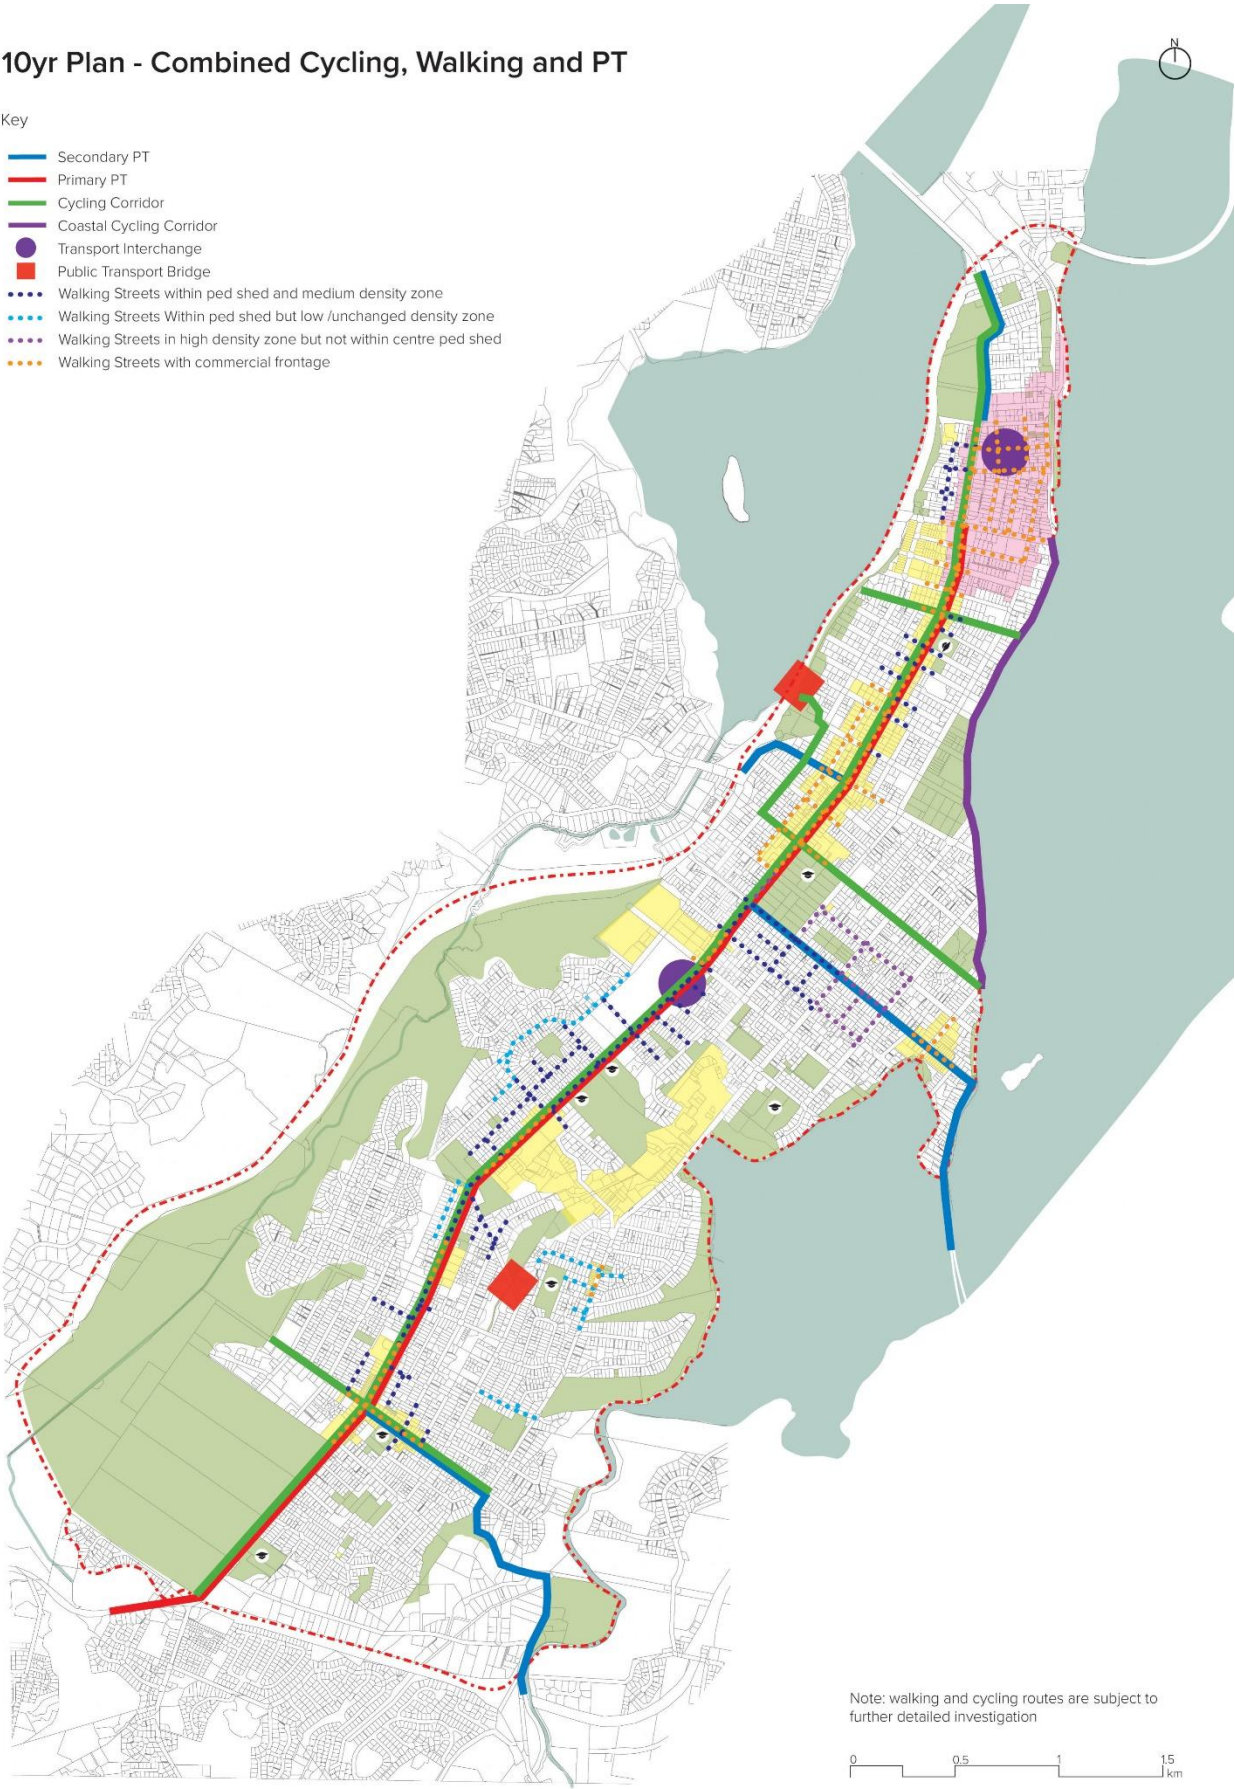 10yr Plan - Combined Cycling, Walking and PT
N
Key
Secondary PT
Primary PT
Cycling Corridor
Coastal Cycling Corridor
Transport Interchange
Public Transport Bridge
Walking Streets within ped shed and medium density zone
Walking Streets Within ped shed but low /unchanged density zone
Walking Streets in high density zone but not within centre ped shed
Walking Streets with commercial frontage
Note: walking and cycling routes are subject to
further detailed investigation
0 0.5 1 1.5
km